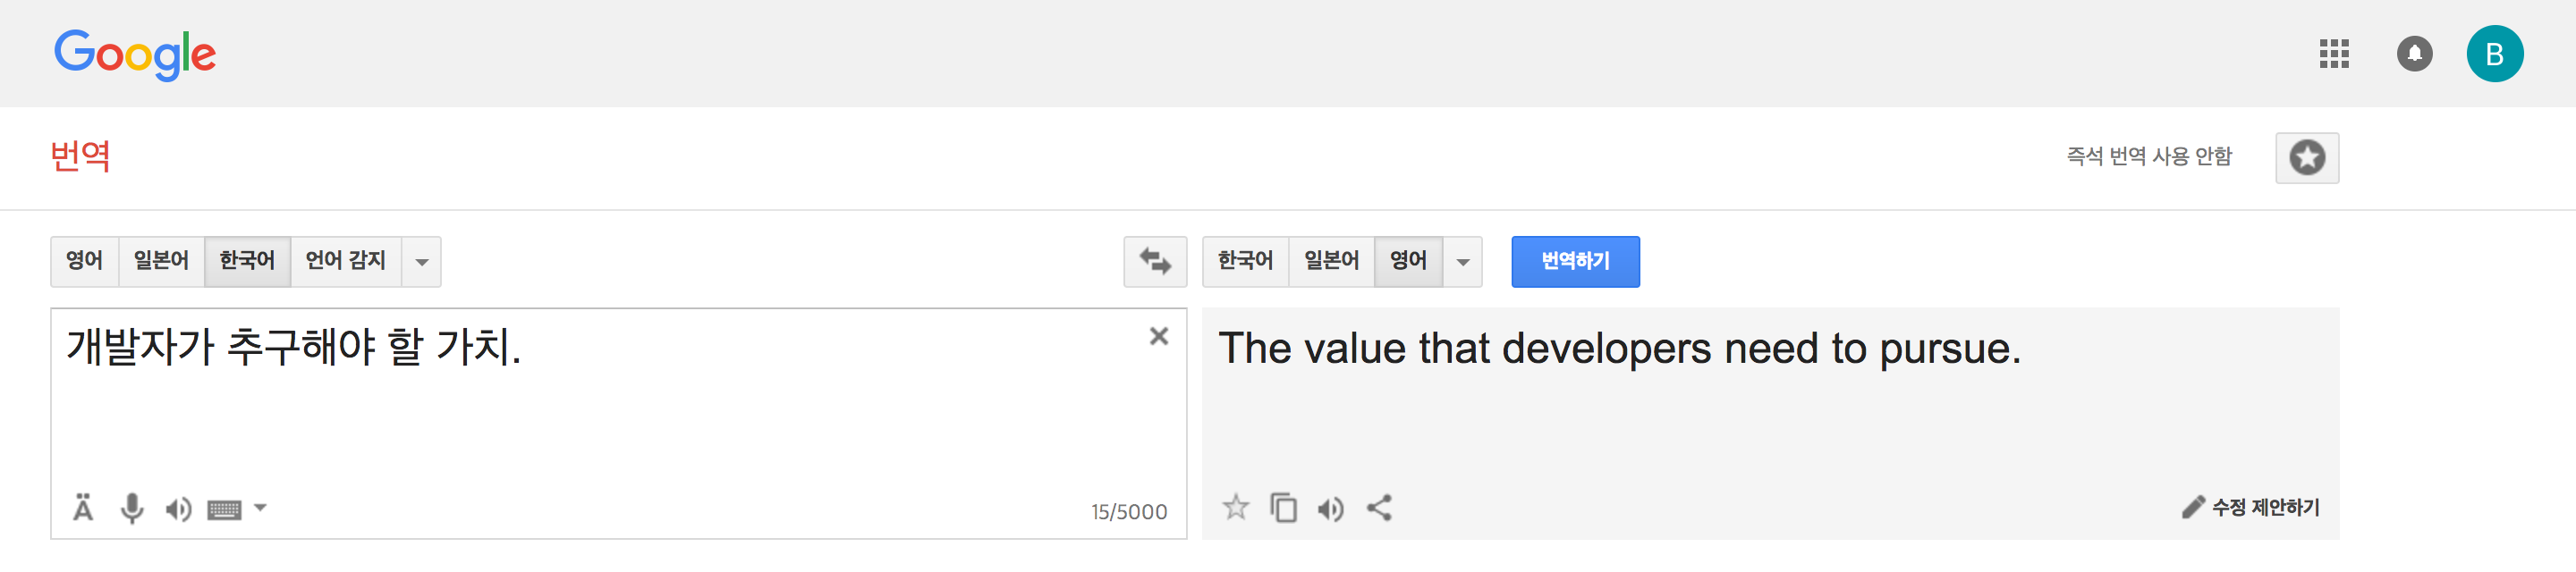 Google
B
번역
즉석 번역 사용 안함
영어 일본어 한국어 언어 감지
한국어 일본어 영어
번역하기
개발자가 추구해야 할 가치.
Ä
15/5000
The value that developers need to pursue.
수정 제안하기